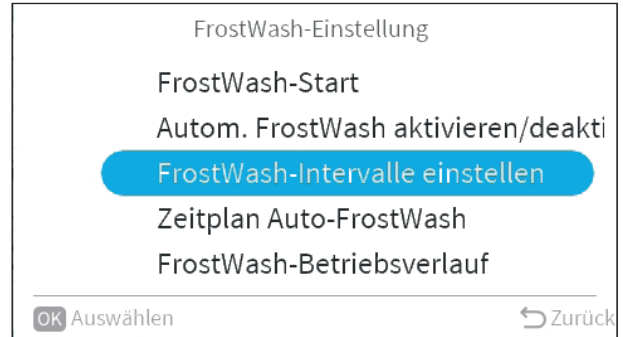 FrostWash-Einstellung
FrostWash-Start
Autom. FrostWash aktivieren/deakti
FrostWash-Intervalle einstellen
Zeitplan Auto-FrostWash
FrostWash-Betriebsverlauf
OK Auswählen
Zurück